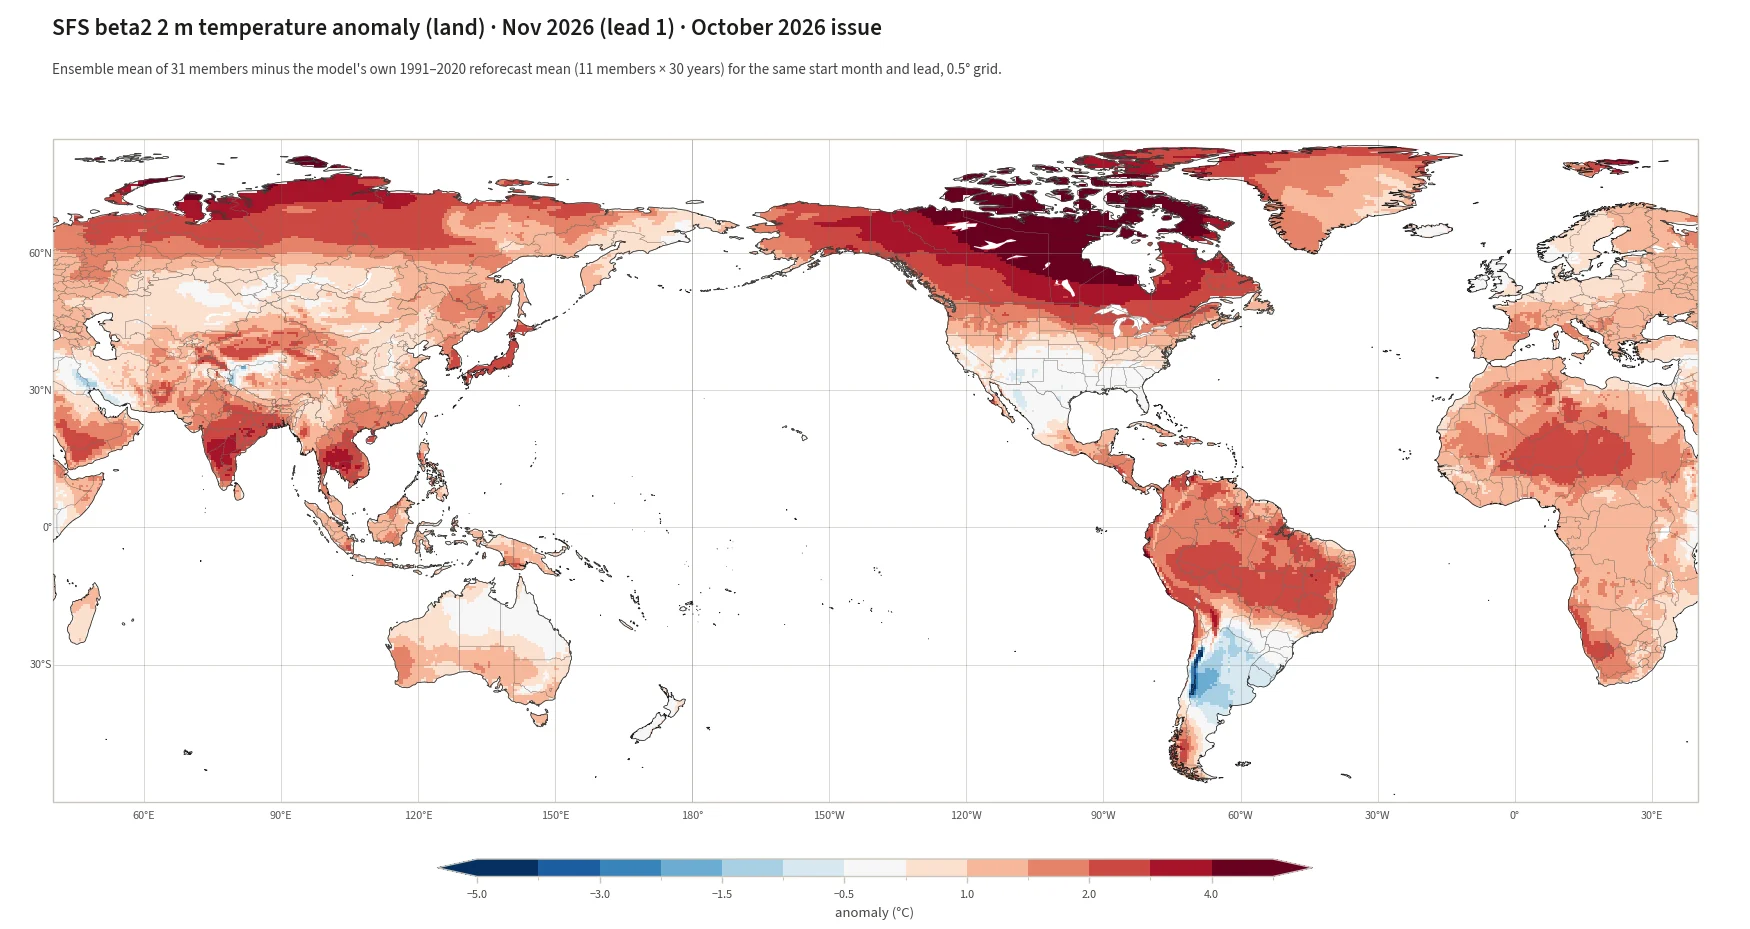 SFS beta2 2 m temperature anomaly (land) · Nov 2026 (lead 1) · October 2026 issue
Ensemble mean of 31 members minus the model's own 1991–2020 reforecast mean (11 members × 30 years) for the same start month and lead, 0.5° grid.
60°N
30°N
0°
30°S
60°E 90°E 120°E 150°E 180° 150°W 120°W 90°W 60°W 30°W 0° 30°E
−5.0 −3.0 −1.5 −0.5 1.0 2.0 4.0
anomaly (°C)